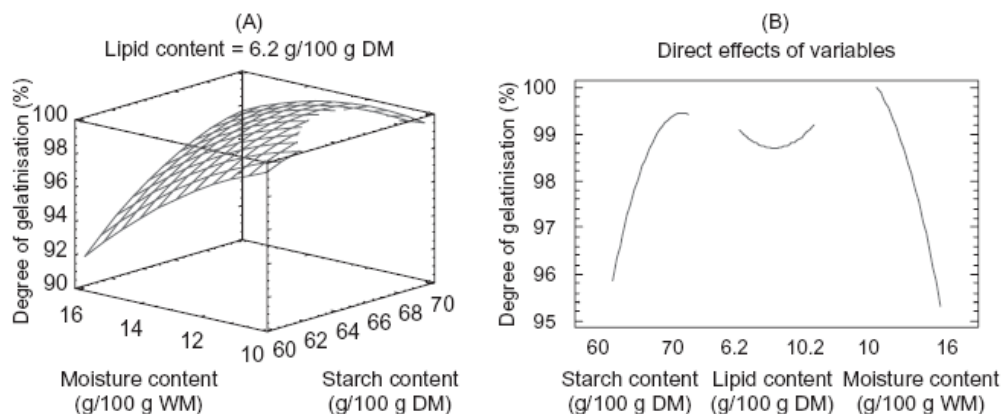 (A)
Lipid content = 6.2 g/100 g DM
Degree of gelatinisation (%)
100
98
96
94
92
90
16
14
12
10
60
62
64
66
68
70
Moisture content
(g/100 g WM)
Starch content
(g/100 g DM)
(B)
Direct effects of variables
Degree of gelatinisation (%)
100
99
98
97
96
95
60 70 6.2 10.2 10 16
Starch content Lipid content Moisture content
(g/100 g DM) (g/100 g DM) (g/100 g WM)